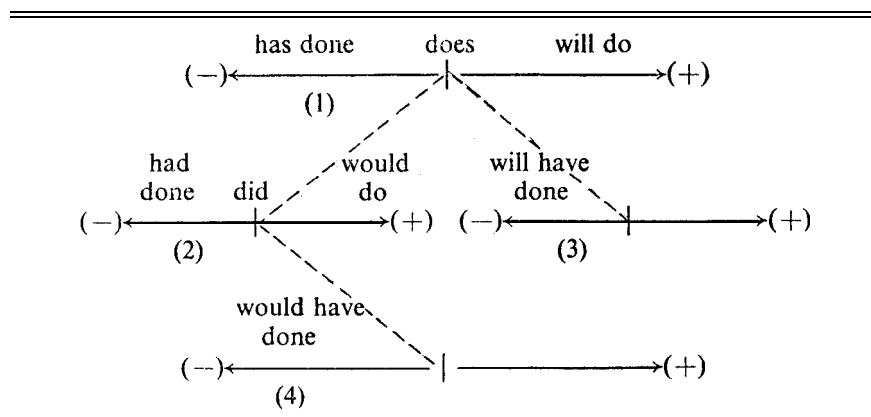 has done does will do
(−) (+)
(1)
had would will have
done did do done
(−) (+) (−) (+)
(2) (3)
would have
done
(−) (+)
(4)